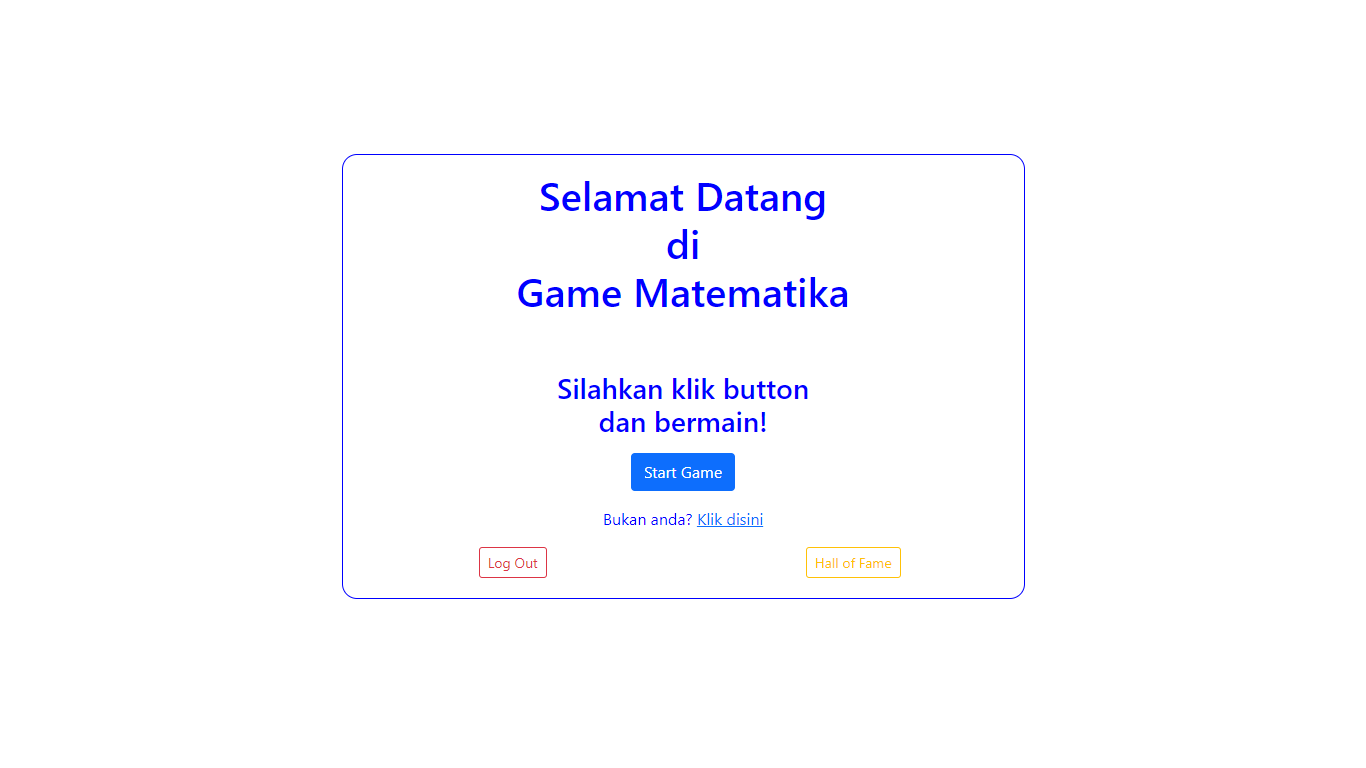 Selamat Datang
di
Game Matematika
Silahkan klik button
dan bermain!
Start Game
Bukan anda? Klik disini
Log Out
Hall of Fame